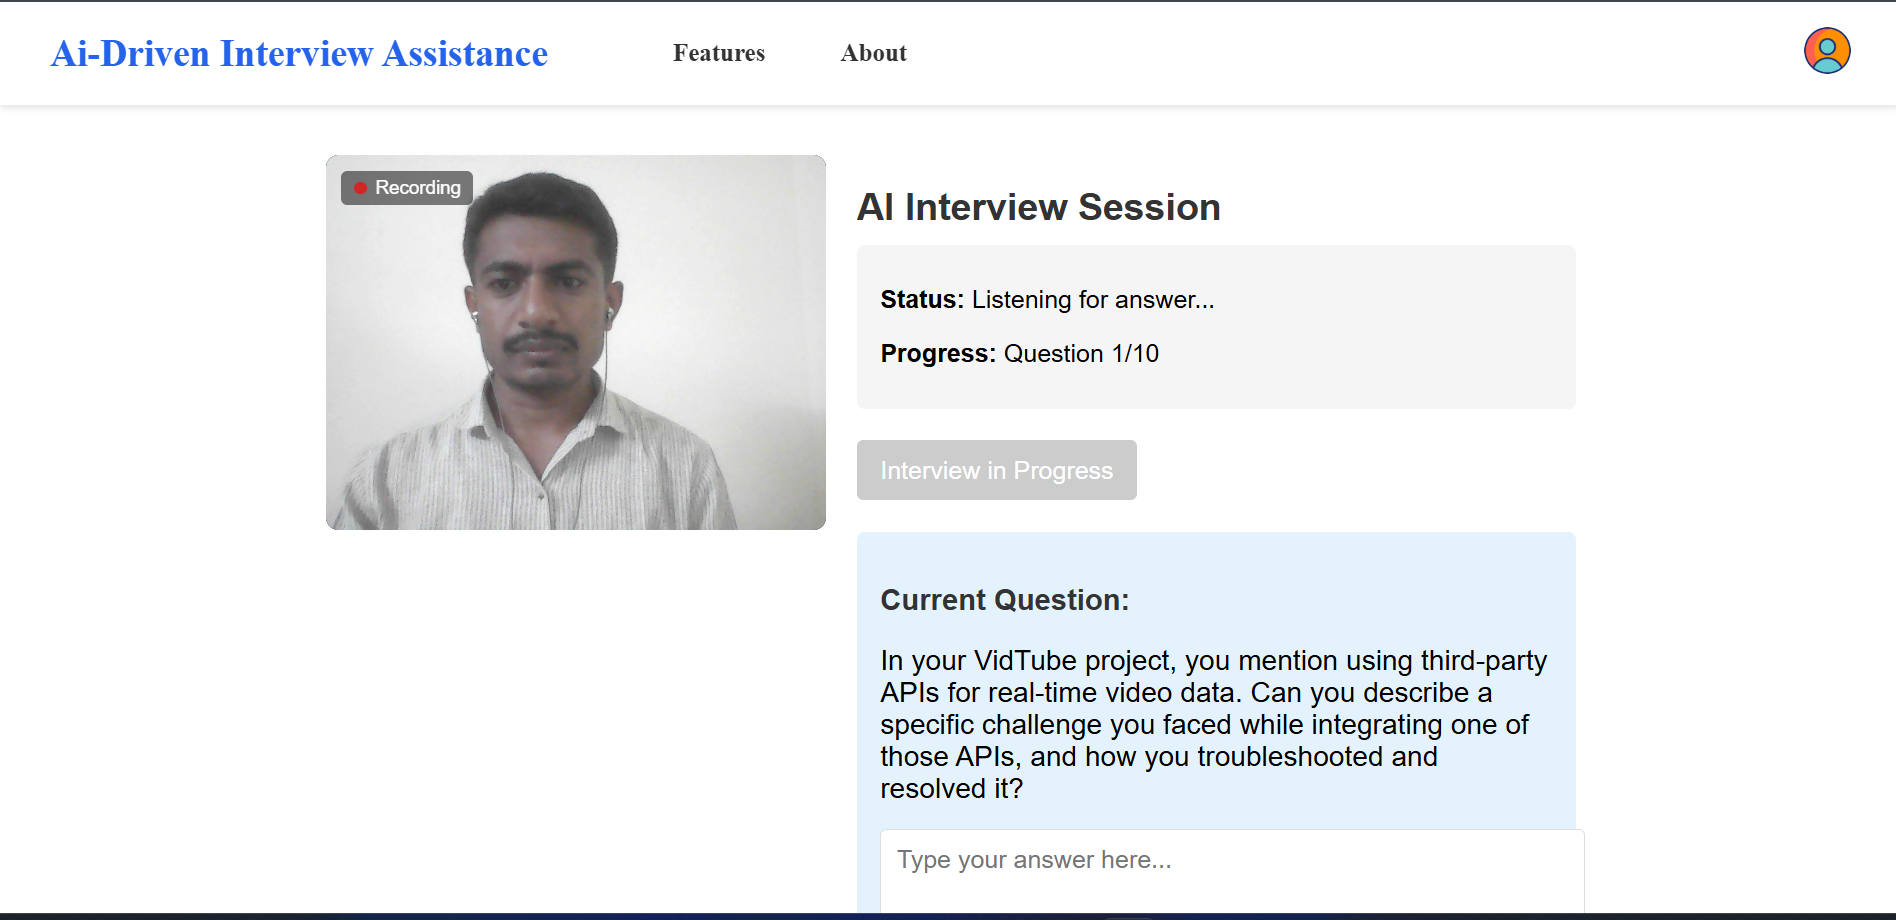 Ai-Driven Interview Assistance
Features
About
Recording
AI Interview Session
Status: Listening for answer...
Progress: Question 1/10
Interview in Progress
Current Question:
In your VidTube project, you mention using third-party
APIs for real-time video data. Can you describe a
specific challenge you faced while integrating one of
those APIs, and how you troubleshooted and
resolved it?
Type your answer here...